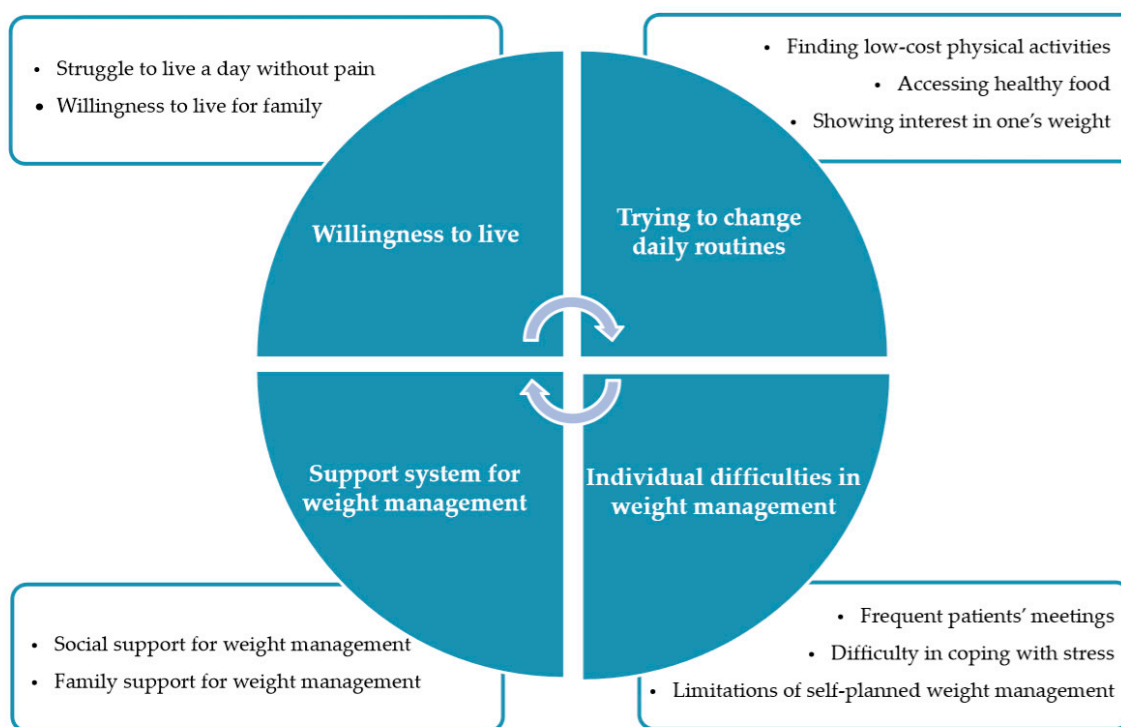 • Struggle to live a day without pain
• Willingness to live for family
• Finding low-cost physical activities
• Accessing healthy food
• Showing interest in one’s weight
Willingness to live
Trying to change
daily routines
Support system for
weight management
Individual difficulties in
weight management
• Social support for weight management
• Family support for weight management
• Frequent patients’ meetings
• Difficulty in coping with stress
• Limitations of self-planned weight management